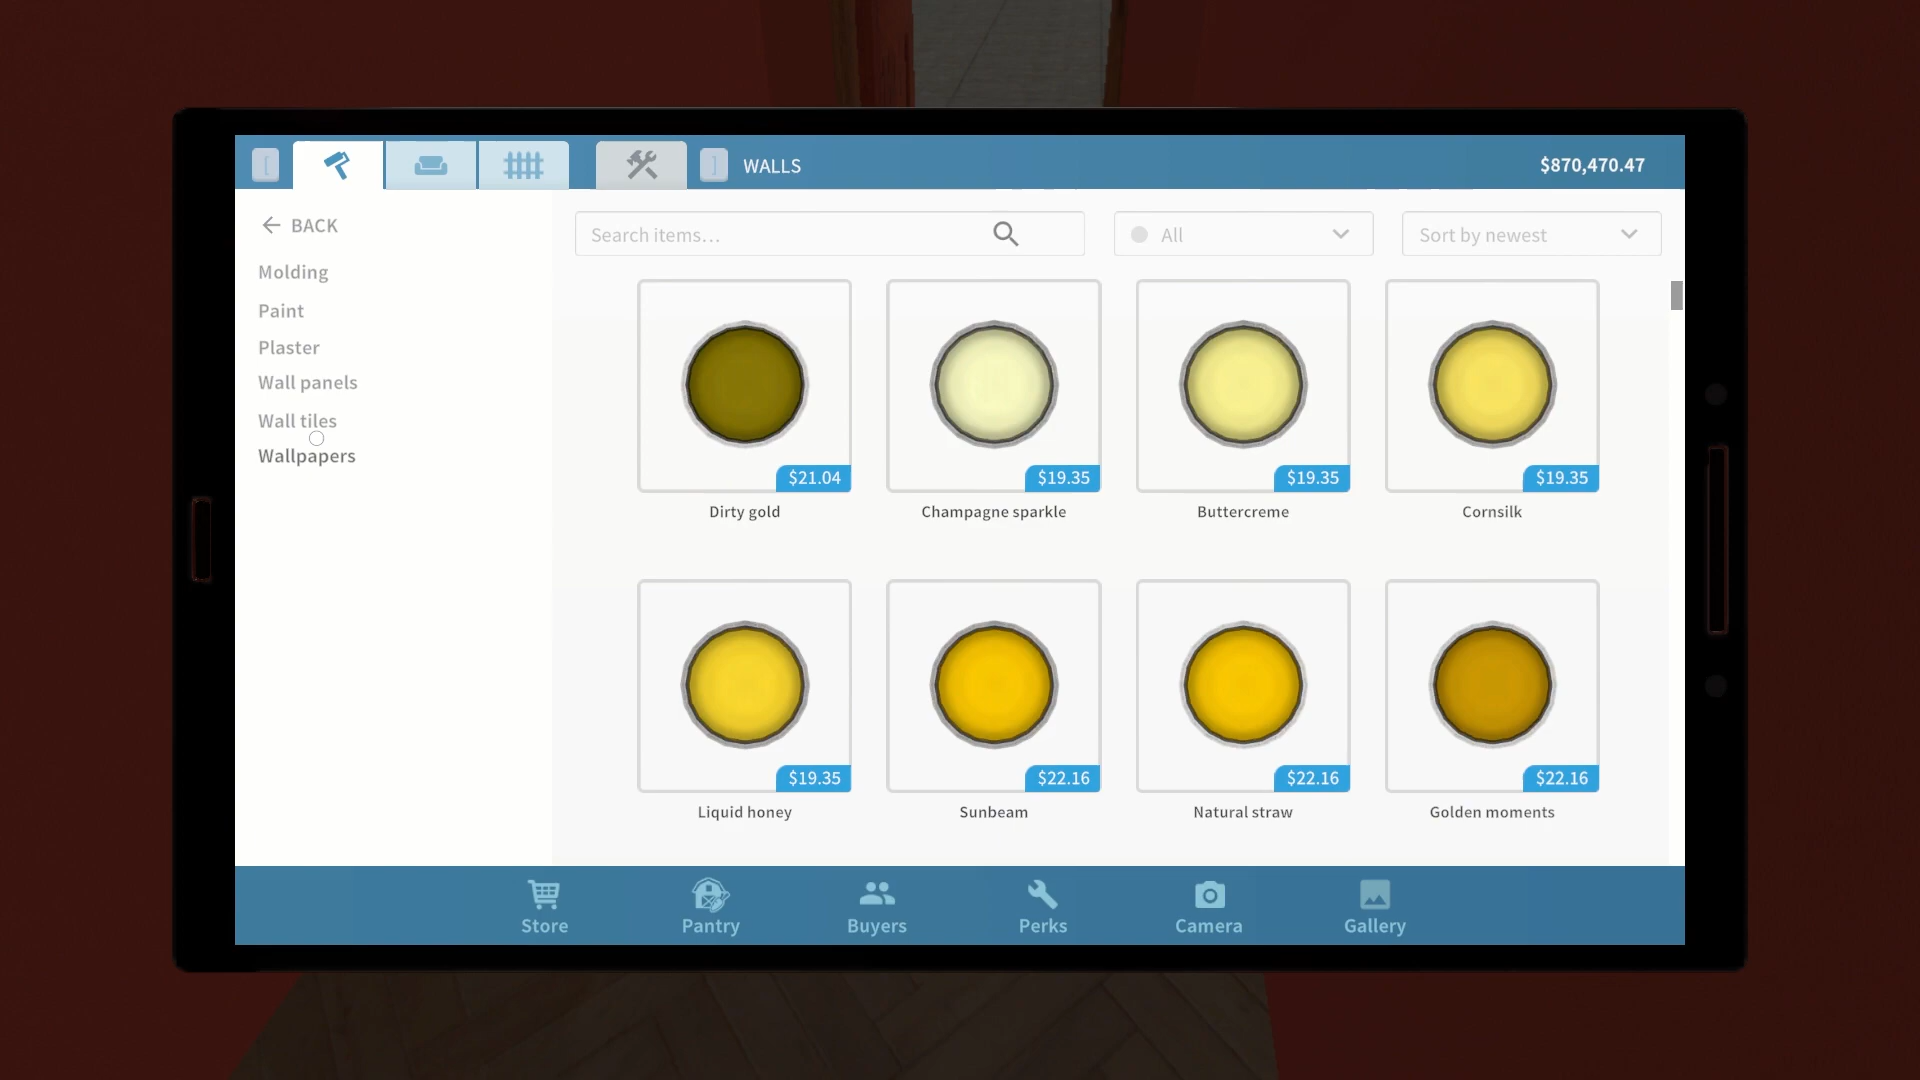 [
]
WALLS
$870,470.47
BACK
Molding
Paint
Plaster
Wall panels
Wall tiles
Wallpapers
Search items...
All
Sort by newest
$21.04
$19.35
$19.35
$19.35
Dirty gold
Champagne sparkle
Buttercreme
Cornsilk
$19.35
$22.16
$22.16
$22.16
Liquid honey
Sunbeam
Natural straw
Golden moments
Store
Pantry
Buyers
Perks
Camera
Gallery